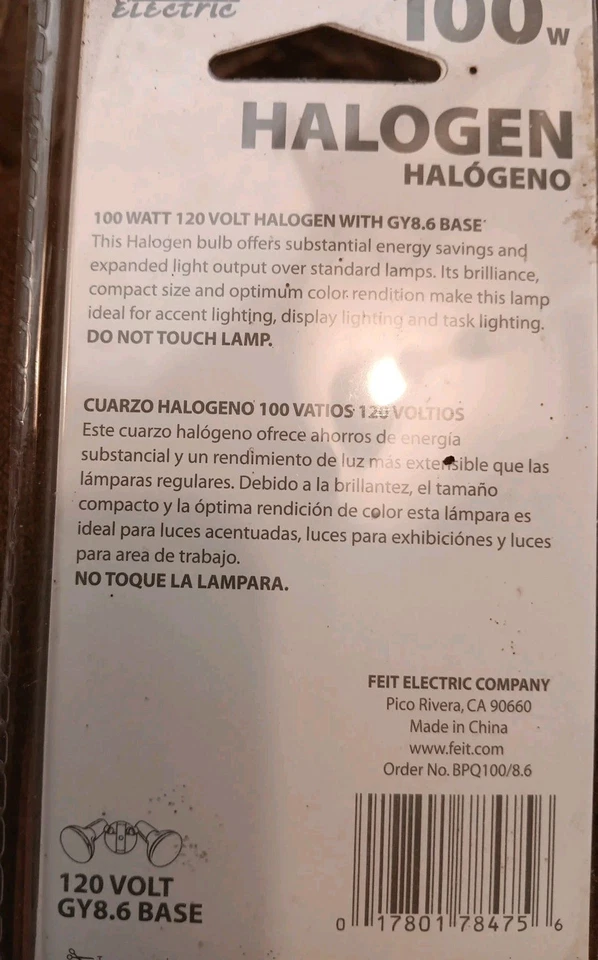 Electric
100W
HALOGEN
HALÓGENO
100 WATT 120 VOLT HALOGEN WITH GY8.6 BASE
This Halogen bulb offers substantial energy savings and
expanded light output over standard lamps. Its brilliance,
compact size and optimum color rendition make this lamp
ideal for accent lighting, display lighting and task lighting.
DO NOT TOUCH LAMP.
CUARZO HALOGENO 100 VATIOS 120 VOLTIOS
Este cuarzo halógeno ofrece ahorros de energía
substancial y un rendimiento de luz más extensible que las
lámparas regulares. Debido a la brillantez, el tamaño
compacto y la óptima rendición de color esta lámpara es
ideal para luces acentuadas, luces para exhibiciónes y luces
para area de trabajo.
NO TOQUE LA LAMPARA.
FEIT ELECTRIC COMPANY
Pico Rivera, CA 90660
Made in China
www.feit.com
Order No. BPQ100/8.6
120 VOLT
GY8.6 BASE
0 17801 78475 6